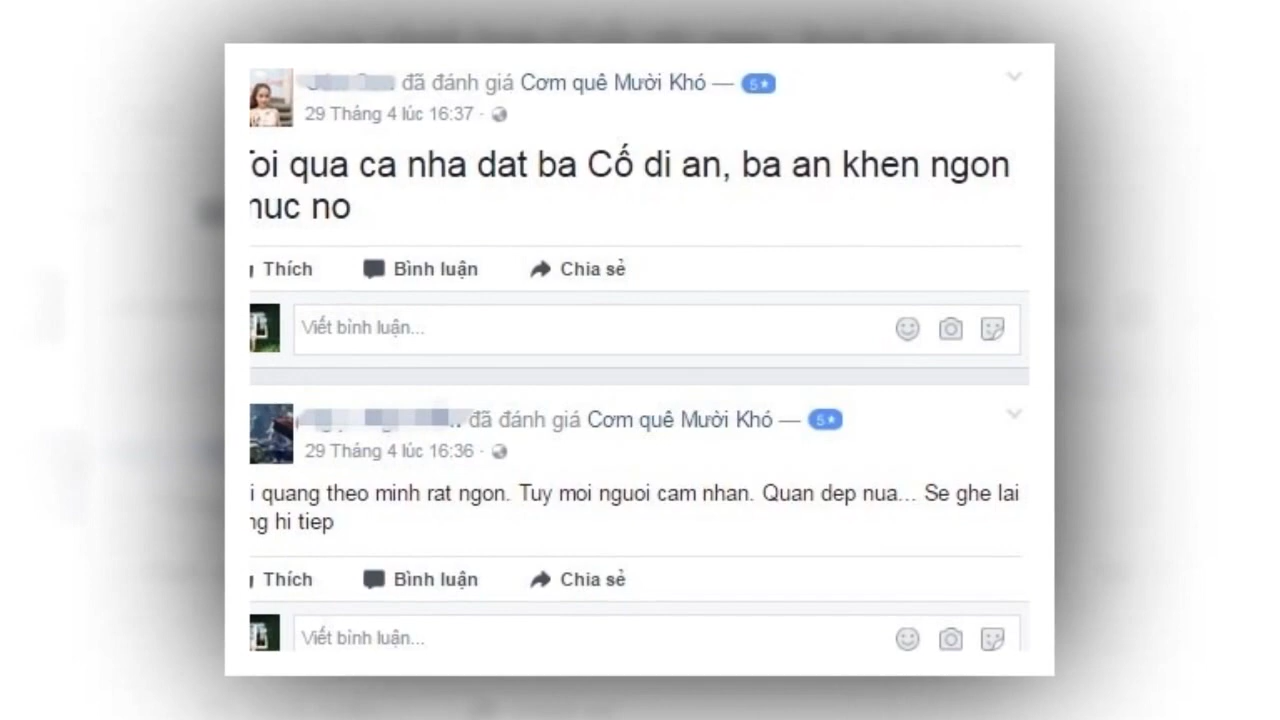 đã đánh giá Cơm quê Mười Khó — 5★
29 Tháng 4 lúc 16:37 ·
oi qua ca nha dat ba Cố di an, ba an khen ngon
no
Thích Bình luận Chia sẻ
Viết bình luận...
đã đánh giá Cơm quê Mười Khó — 5★
29 Tháng 4 lúc 16:36 ·
i quang theo minh rat ngon. Tuy moi nguoi cam nhan. Quan dep nua... Se ghe lai
hi tiep
Thích Bình luận Chia sẻ
Viết bình luận...